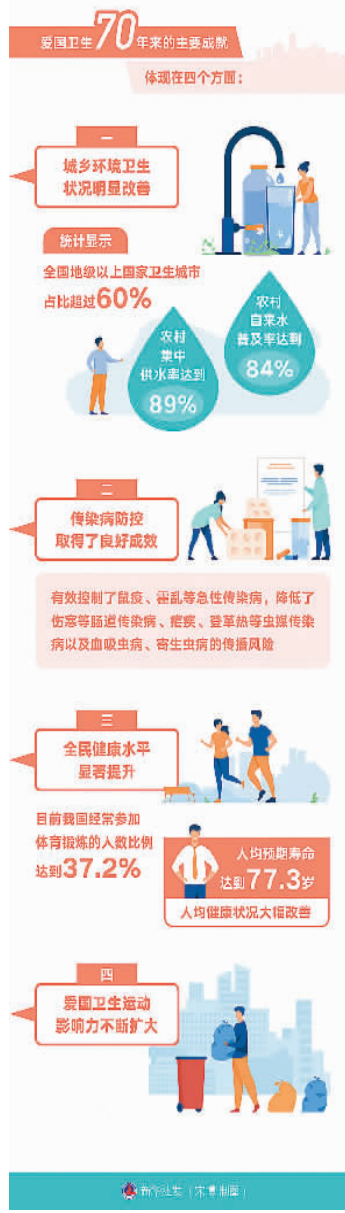 爱国卫生70年来的主要成就
体现在四个方面：
一
城乡环境卫生
状况明显改善
统计显示
全国地级以上国家卫生城市
占比超过60%
农村
自来水
普及率达到
84%
农村
集中
供水率达到
89%
二
传染病防控
取得了良好成效
有效控制了鼠疫、霍乱等急性传染病，降低了
伤寒等肠道传染病、疟疾、登革热等虫媒传染
病以及血吸虫病、寄生虫病的传播风险
三
全民健康水平
显著提升
目前我国经常参加
体育锻炼的人数比例
达到37.2%
人均预期寿命
达到77.3岁
人均健康状况大幅改善
四
爱国卫生运动
影响力不断扩大
新华社发（宋博制图）